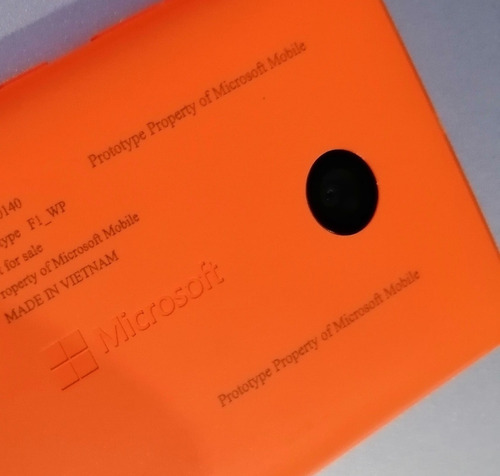 Prototype Property of Microsoft Mobile
0140
type F1_WP
for sale
roperty of Microsoft Mobile
MADE IN VIETNAM
Microsoft
Prototype Property of Microsoft Mobile